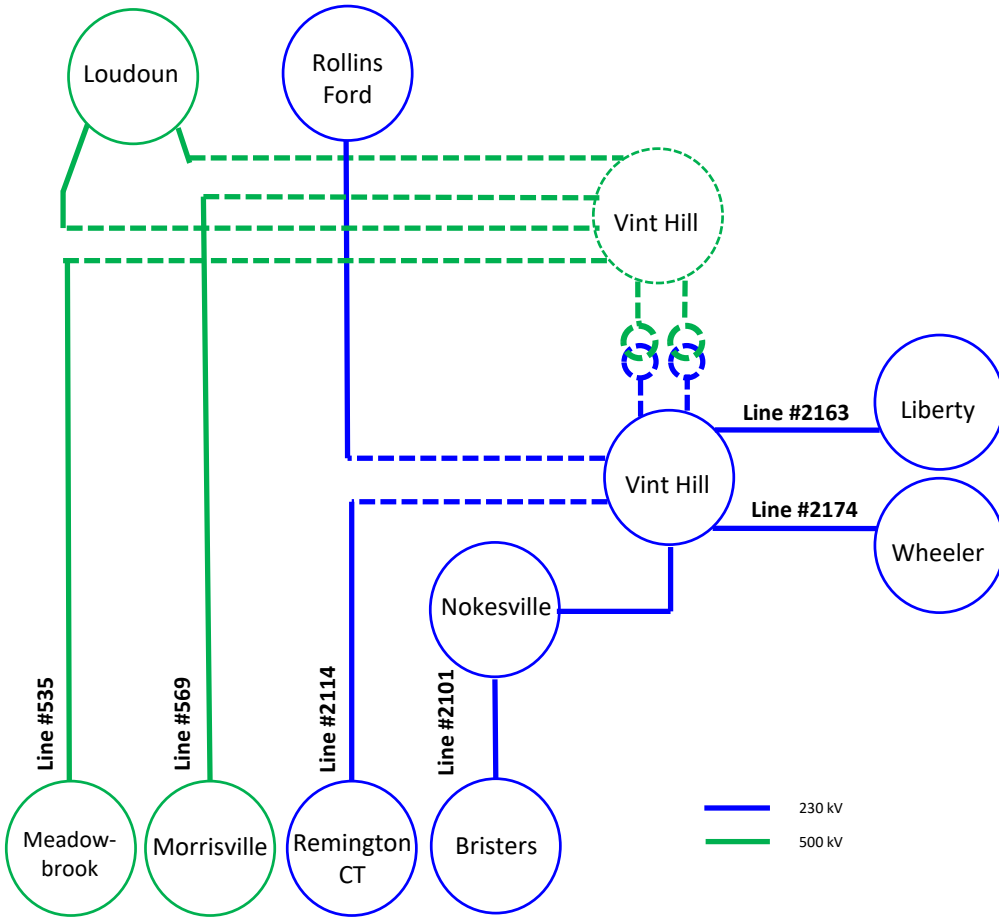 Loudoun
Rollins
Ford
Vint Hill
Line #2163
Liberty
Vint Hill
Line #2174
Wheeler
Nokesville
Line #535
Line #569
Line #2114
Line #2101
Meadow-
brook
Morrisville
Remington
CT
Bristers
230 kV
500 kV